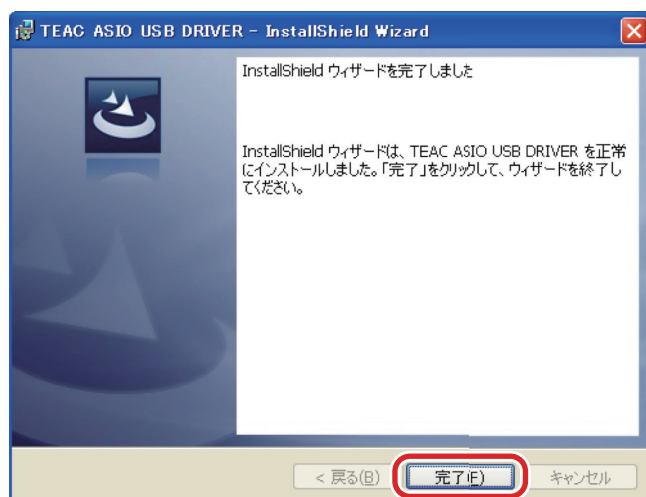 TEAC ASIO USB DRIVER - InstallShield Wizard
InstallShield ウィザードを完了しました
InstallShield ウィザードは、TEAC ASIO USB DRIVER を正常
にインストールしました。「完了」をクリックして、ウィザードを終了し
てください。
< 戻る(B) 完了(F) キャンセル